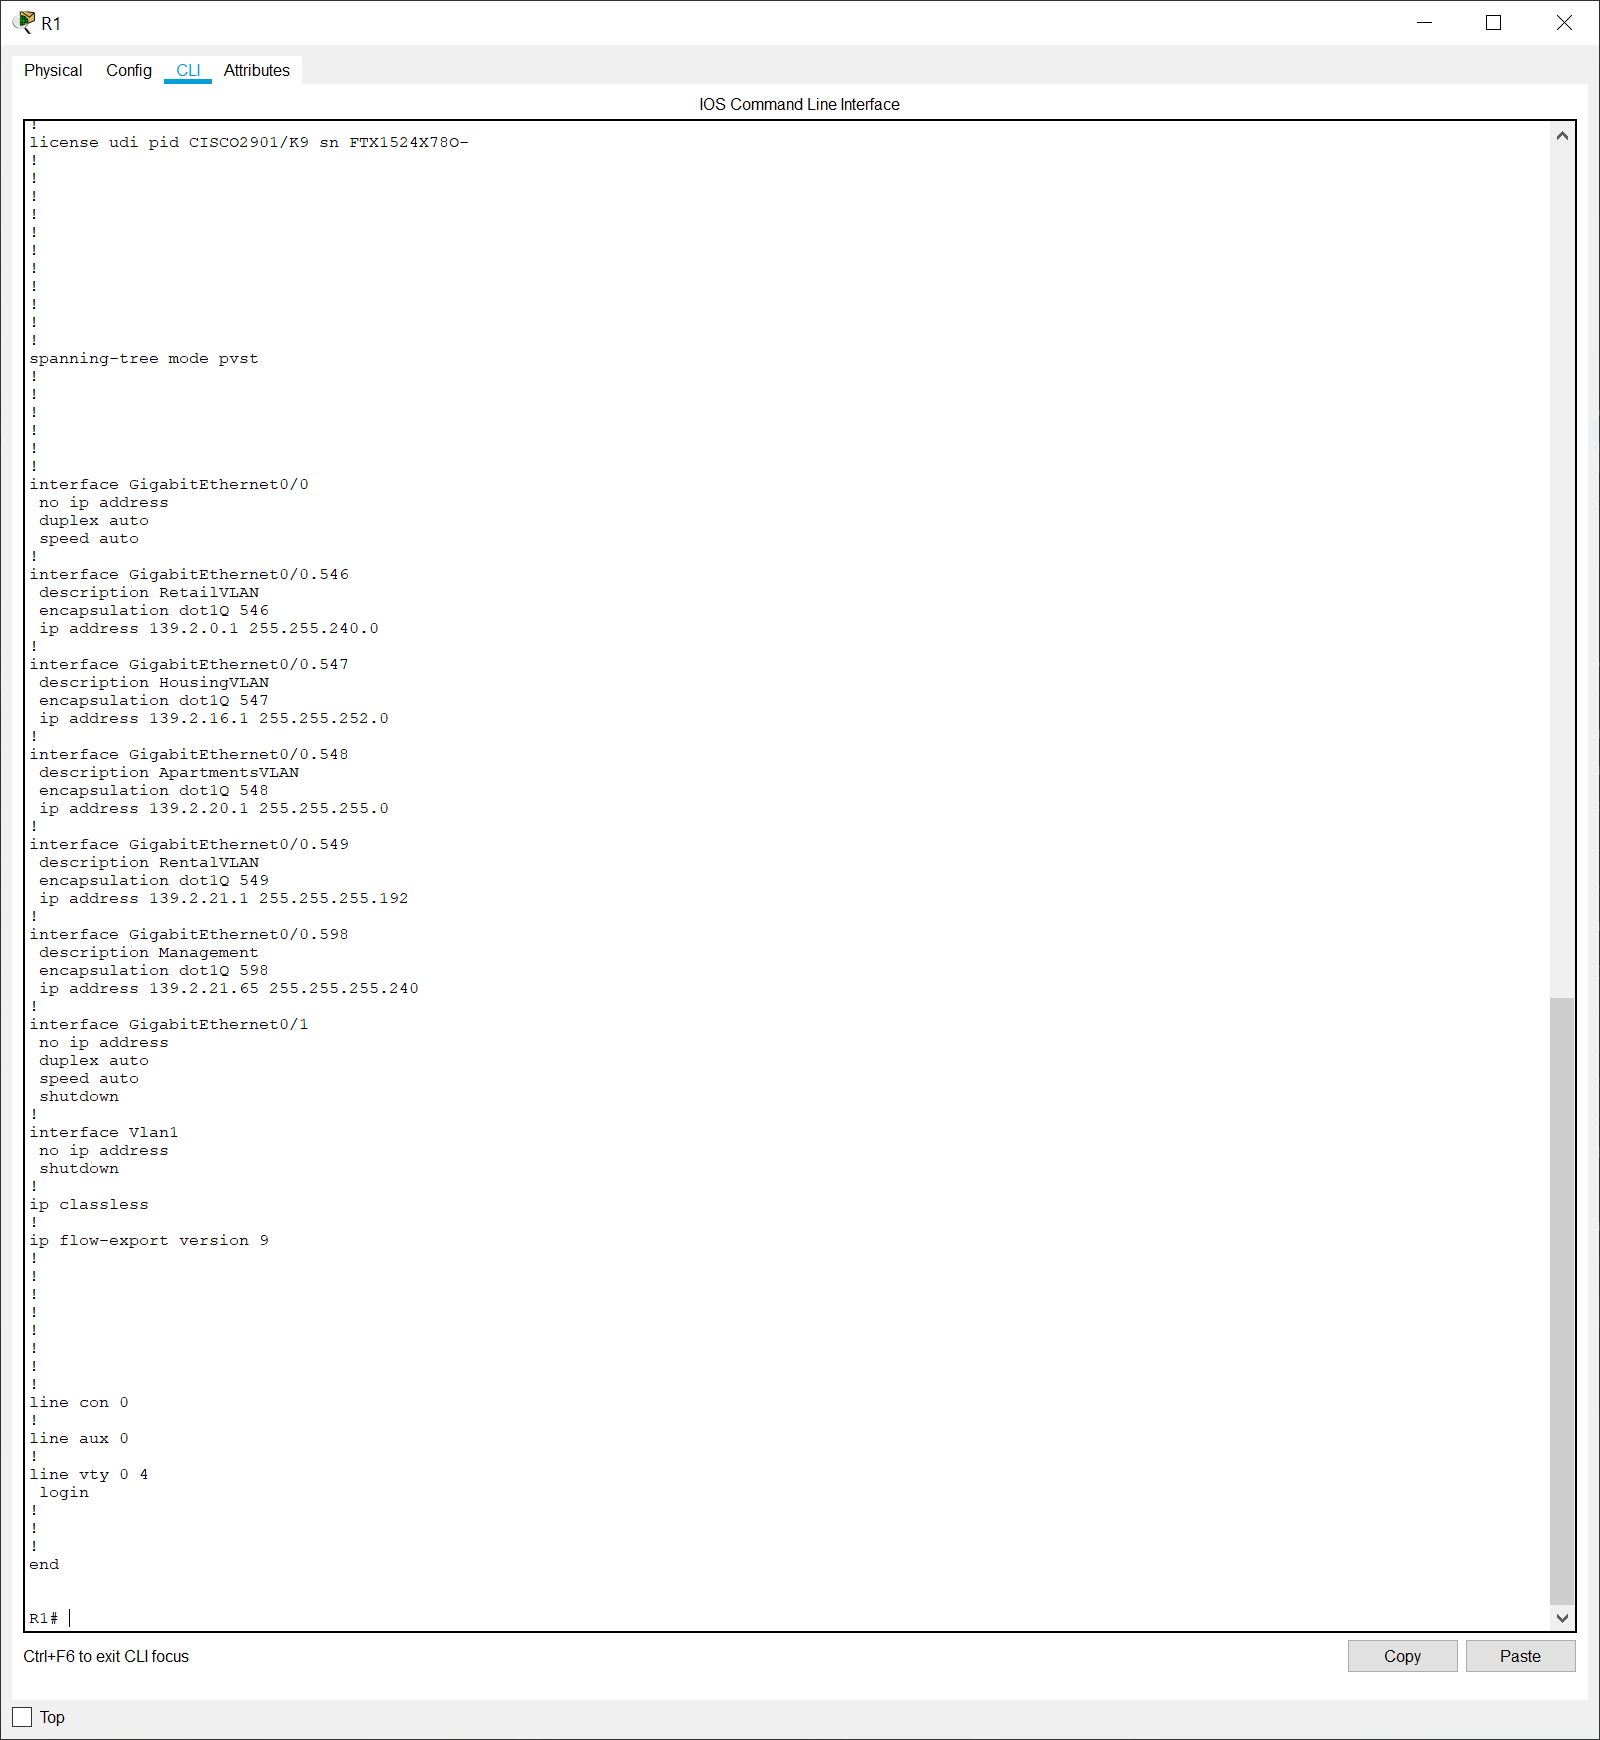 R1
Physical Config CLI Attributes
IOS Command Line Interface
!
license udi pid CISCO2901/K9 sn FTX1524X78O-
!
!
!
!
!
!
!
!
!
!
!
spanning-tree mode pvst
!
!
!
!
!
!
interface GigabitEthernet0/0
 no ip address
 duplex auto
 speed auto
!
interface GigabitEthernet0/0.546
 description RetailVLAN
 encapsulation dot1Q 546
 ip address 139.2.0.1 255.255.240.0
!
interface GigabitEthernet0/0.547
 description HousingVLAN
 encapsulation dot1Q 547
 ip address 139.2.16.1 255.255.252.0
!
interface GigabitEthernet0/0.548
 description ApartmentsVLAN
 encapsulation dot1Q 548
 ip address 139.2.20.1 255.255.255.0
!
interface GigabitEthernet0/0.549
 description RentalVLAN
 encapsulation dot1Q 549
 ip address 139.2.21.1 255.255.255.192
!
interface GigabitEthernet0/0.598
 description Management
 encapsulation dot1Q 598
 ip address 139.2.21.65 255.255.255.240
!
interface GigabitEthernet0/1
 no ip address
 duplex auto
 speed auto
 shutdown
!
interface Vlan1
 no ip address
 shutdown
!
ip classless
!
ip flow-export version 9
!
!
!
!
!
!
!
!
line con 0
!
line aux 0
!
line vty 0 4
 login
!
!
!
end
R1#
Ctrl+F6 to exit CLI focus
Copy Paste
Top